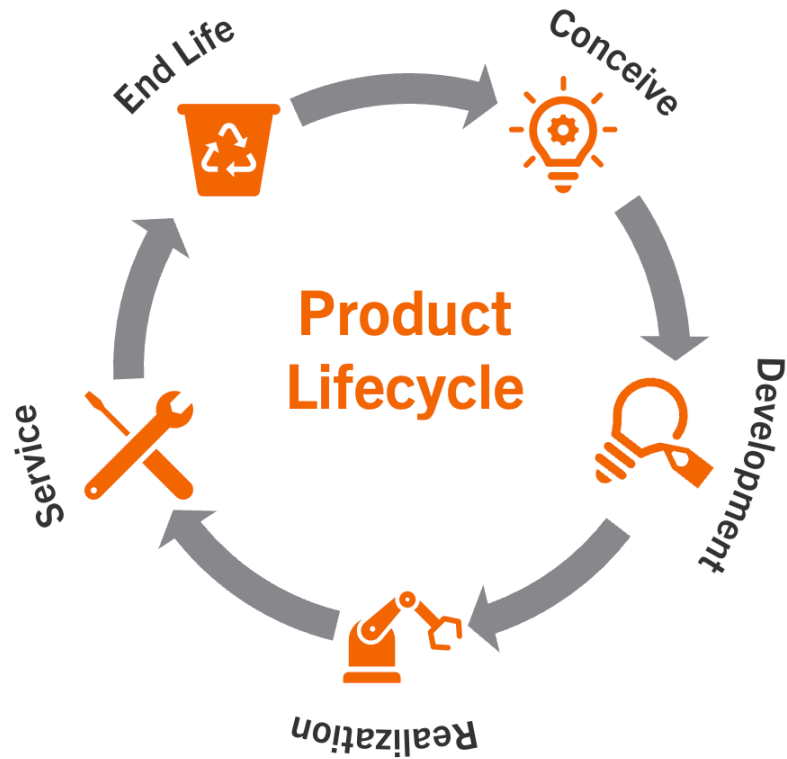 Product
Lifecycle
Conceive
Development
Realization
Service
End Life